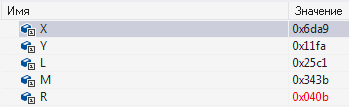 Имя Значение
X 0x6da9
Y 0x11fa
L 0x25c1
M 0x343b
R 0x040b